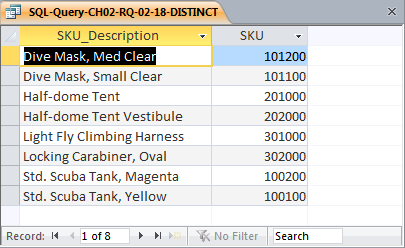 SQL-Query-CH02-RQ-02-18-DISTINCT
SKU_Description SKU
Dive Mask, Med Clear 101200
Dive Mask, Small Clear 101100
Half-dome Tent 201000
Half-dome Tent Vestibule 202000
Light Fly Climbing Harness 301000
Locking Carabiner, Oval 302000
Std. Scuba Tank, Magenta 100200
Std. Scuba Tank, Yellow 100100
Record: 1 of 8 No Filter Search